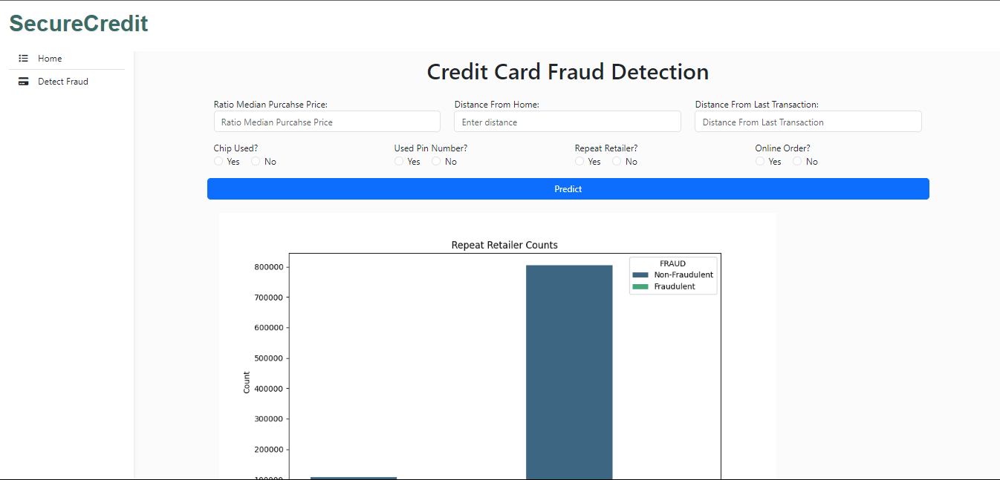 SecureCredit
Home
Detect Fraud
Credit Card Fraud Detection
Ratio Median Purcahse Price: Distance From Home: Distance From Last Transaction:
Ratio Median Purcahse Price Enter distance Distance From Last Transaction
Chip Used? Used Pin Number? Repeat Retailer? Online Order?
Yes No Yes No Yes No Yes No
Predict
Repeat Retailer Counts
FRAUD
Non-Fraudulent
Fraudulent
Count
800000
700000
600000
500000
400000
300000
200000
100000